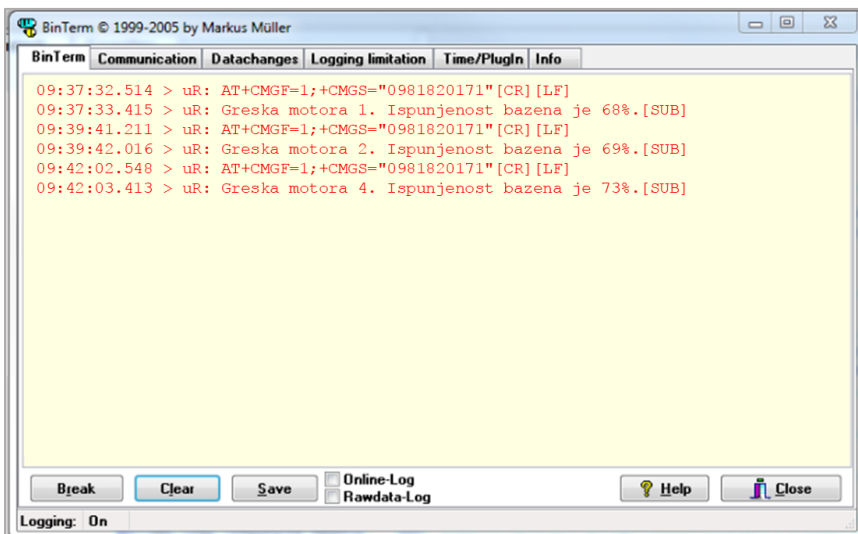 BinTerm © 1999-2005 by Markus Müller
BinTerm Communication Datachanges Logging limitation Time/PlugIn Info
09:37:32.514 > uR: AT+CMGF=1;+CMGS="0981820171"[CR][LF]
09:37:33.415 > uR: Greska motora 1. Ispunjenost bazena je 68%.[SUB]
09:39:41.211 > uR: AT+CMGF=1;+CMGS="0981820171"[CR][LF]
09:39:42.016 > uR: Greska motora 2. Ispunjenost bazena je 69%.[SUB]
09:42:02.548 > uR: AT+CMGF=1;+CMGS="0981820171"[CR][LF]
09:42:03.413 > uR: Greska motora 4. Ispunjenost bazena je 73%.[SUB]
Break Clear Save Online-Log Help Close
Rawdata-Log
Logging: On